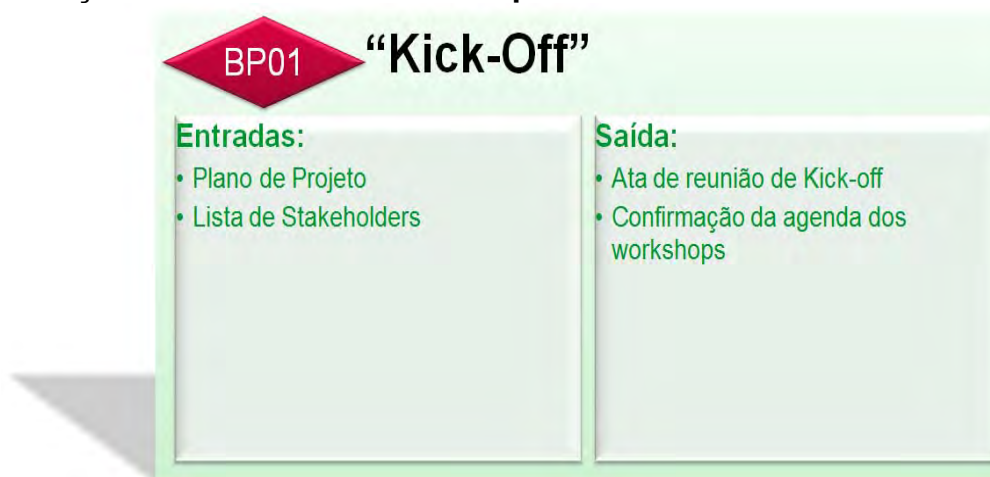 BP01
“Kick-Off”
Entradas:
• Plano de Projeto
• Lista de Stakeholders
Saída:
• Ata de reunião de Kick-off
• Confirmação da agenda dos
workshops